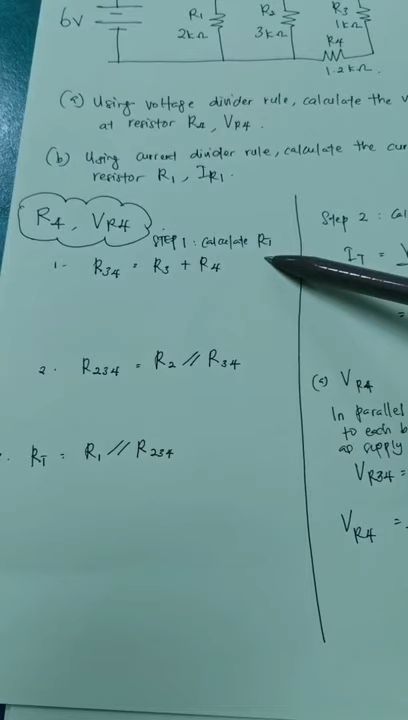 6v
R1
2kΩ
R2
3kΩ
R3
1kΩ
R4
1.2kΩ.
(a) Using voltage divider rule, calculate the v
at resistor R4, VR4.
(b) Using current divider rule, calculate the cur
resistor R1, IR1.
R4, VR4
STEP 1 : Calculate RT
1. R34 = R3 + R4
2. R234 = R2 // R34
. RT = R1 // R234
Step 2 : Cal
IT = V
=
(a) VR4
In parallel
to each b
as supply
VR34 =
VR4 =